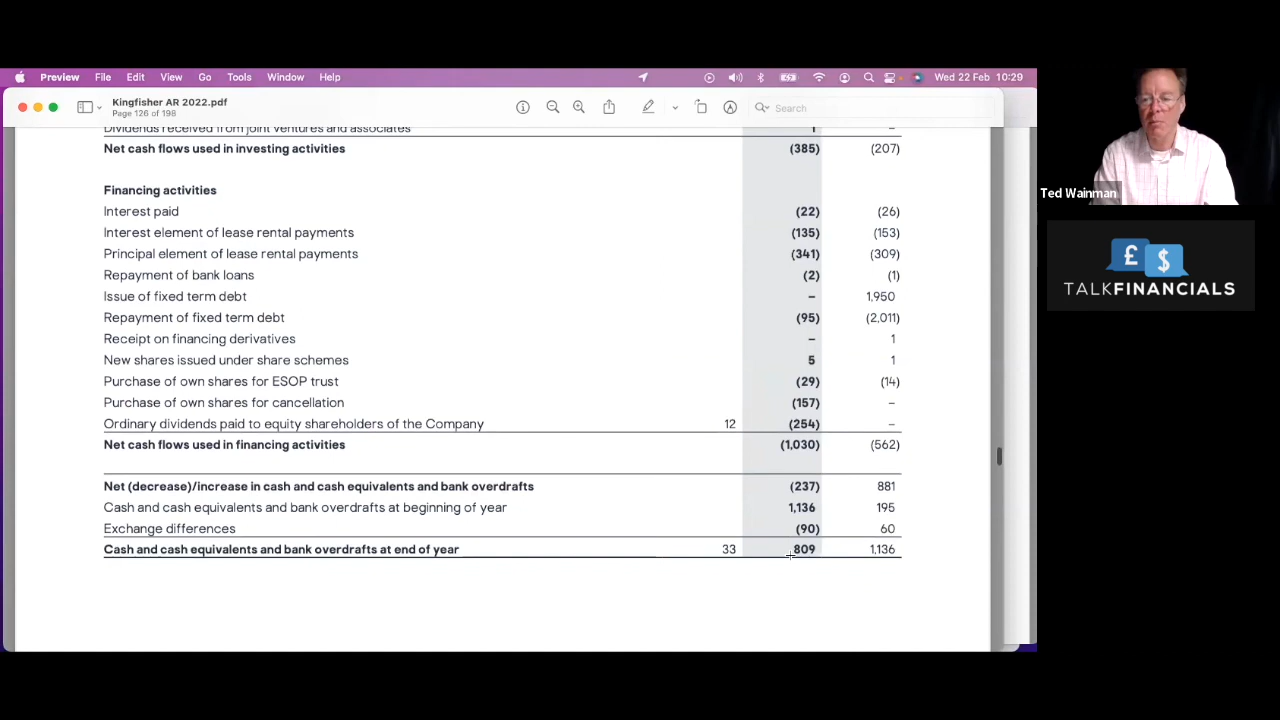 Preview File Edit View Go Tools Window Help Wed 22 Feb 10:29
Kingfisher AR 2022.pdf
Page 126 of 198
Search
Dividends received from joint ventures and associates 1 –
Net cash flows used in investing activities (385) (207)
Financing activities
Interest paid (22) (26)
Interest element of lease rental payments (135) (153)
Principal element of lease rental payments (341) (309)
Repayment of bank loans (2) (1)
Issue of fixed term debt – 1,950
Repayment of fixed term debt (95) (2,011)
Receipt on financing derivatives – 1
New shares issued under share schemes 5 1
Purchase of own shares for ESOP trust (29) (14)
Purchase of own shares for cancellation (157) –
Ordinary dividends paid to equity shareholders of the Company 12 (254) –
Net cash flows used in financing activities (1,030) (562)
Net (decrease)/increase in cash and cash equivalents and bank overdrafts (237) 881
Cash and cash equivalents and bank overdrafts at beginning of year 1,136 195
Exchange differences (90) 60
Cash and cash equivalents and bank overdrafts at end of year 33 809 1,136
Ted Wainman
£ $
TALKFINANCIALS